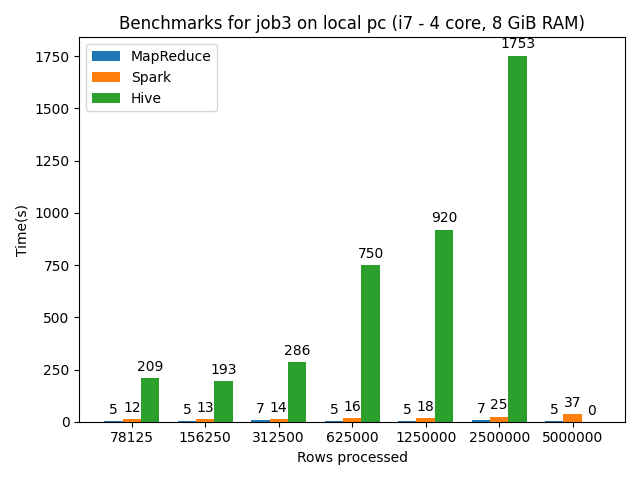 Benchmarks for job3 on local pc (i7 - 4 core, 8 GiB RAM)
MapReduce
Spark
Hive
Time(s)
1750
1500
1250
1000
750
500
250
0
5 12 209
5 13 193
7 14 286
5 16 750
5 18 920
7 25 1753
5 37 0
78125 156250 312500 625000 1250000 2500000 5000000
Rows processed